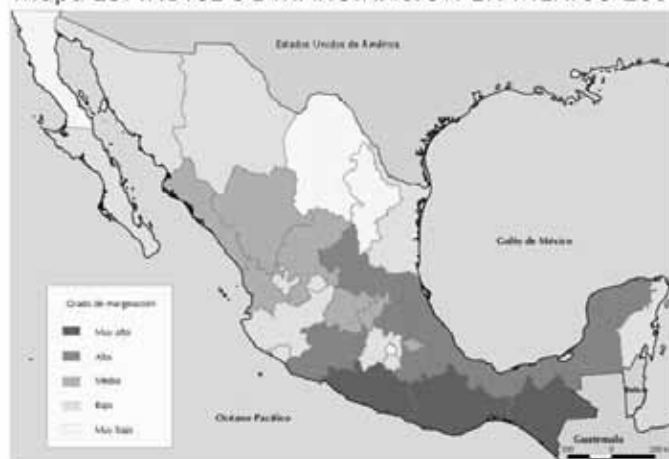 Estados Unidos de América
Golfo de México
Grado de marginación
Muy alto
Alto
Medio
Bajo
Muy bajo
Océano Pacífico
Belice
Guatemala